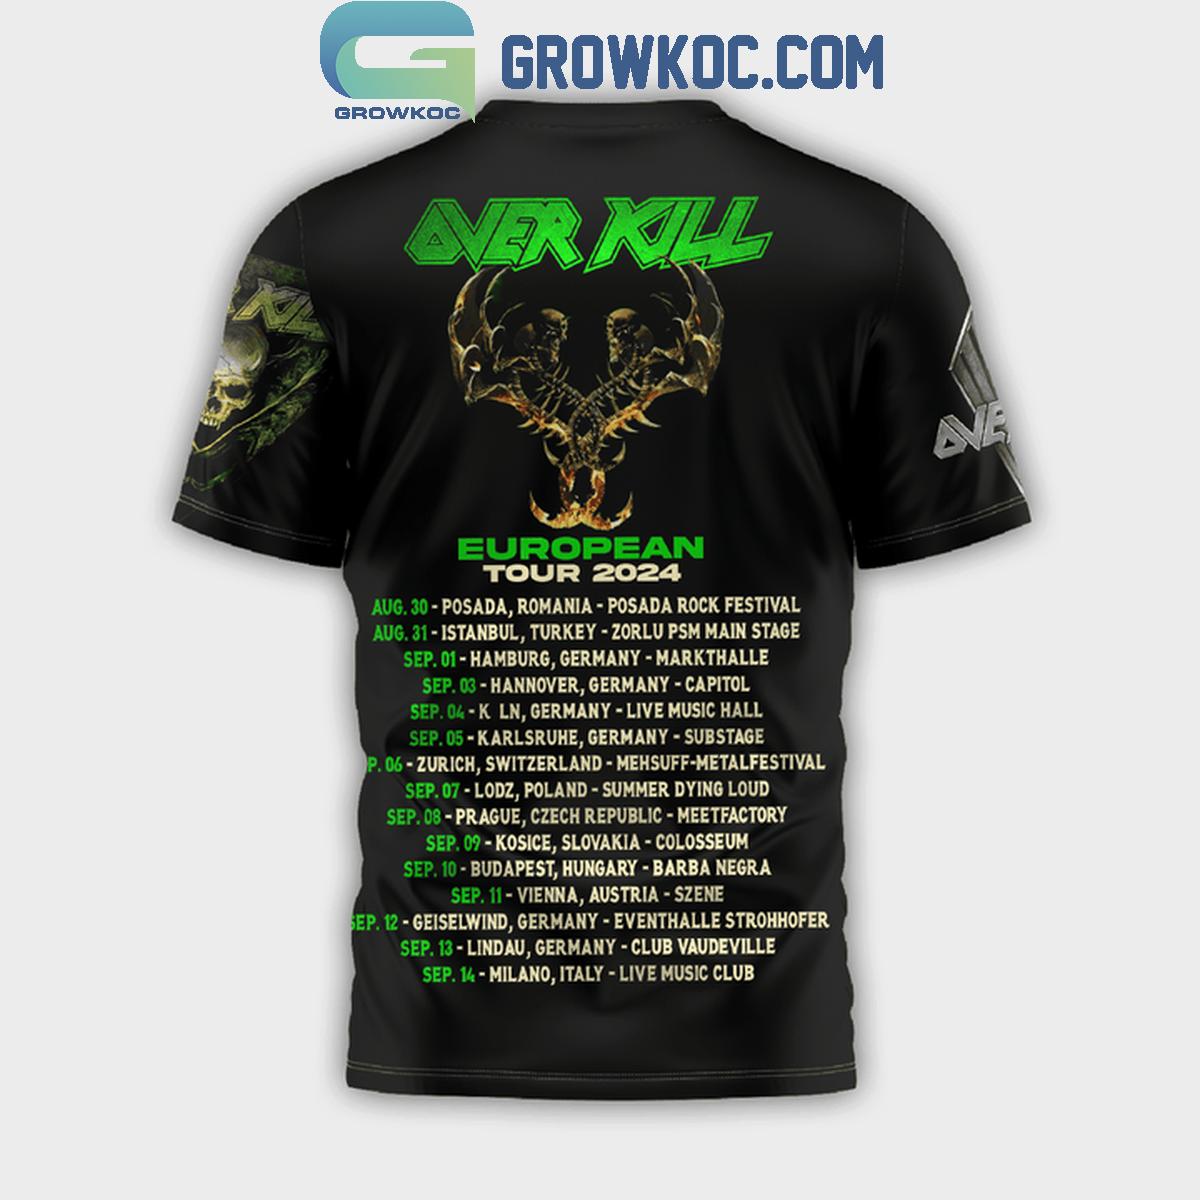 GROWKOC
GROWKOC.COM
OVER KILL
KILL
OVER
EUROPEAN
TOUR 2024
AUG. 30 - POSADA, ROMANIA - POSADA ROCK FESTIVAL
AUG. 31 - ISTANBUL, TURKEY - ZORLU PSM MAIN STAGE
SEP. 01 - HAMBURG, GERMANY - MARKTHALLE
SEP. 03 - HANNOVER, GERMANY - CAPITOL
SEP. 04 - K LN, GERMANY - LIVE MUSIC HALL
SEP. 05 - KARLSRUHE, GERMANY - SUBSTAGE
P. 06 - ZURICH, SWITZERLAND - MEHSUFF-METALFESTIVAL
SEP. 07 - LODZ, POLAND - SUMMER DYING LOUD
SEP. 08 - PRAGUE, CZECH REPUBLIC - MEETFACTORY
SEP. 09 - KOSICE, SLOVAKIA - COLOSSEUM
SEP. 10 - BUDAPEST, HUNGARY - BARBA NEGRA
SEP. 11 - VIENNA, AUSTRIA - SZENE
SEP. 12 - GEISELWIND, GERMANY - EVENTHALLE STROHHOFER
SEP. 13 - LINDAU, GERMANY - CLUB VAUDEVILLE
SEP. 14 - MILANO, ITALY - LIVE MUSIC CLUB